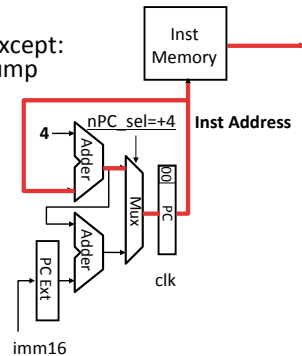 xcept:
ump
Inst
Memory
nPC_sel=+4
Inst Address
4
Adder
Mux
00
PC
Adder
PC Ext
clk
imm16